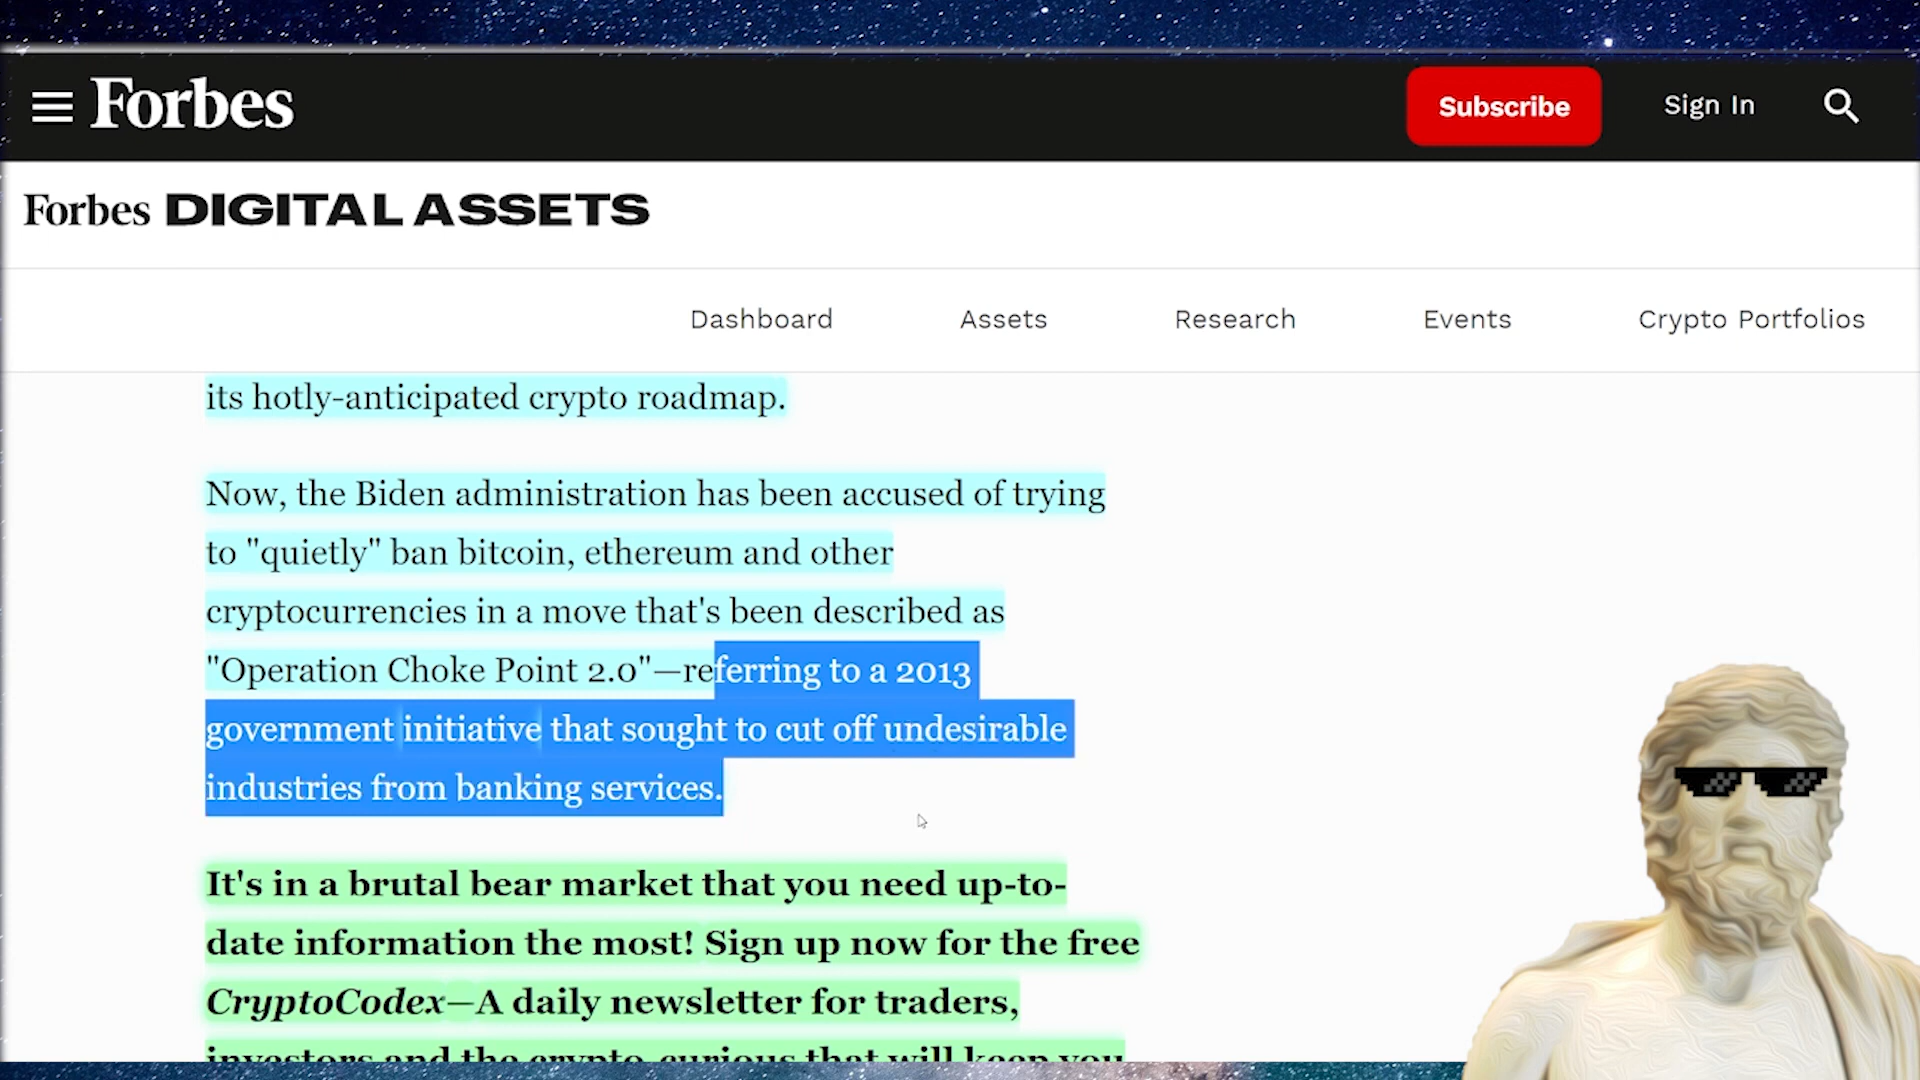 Forbes
Subscribe
Sign In
Forbes DIGITAL ASSETS
Dashboard
Assets
Research
Events
Crypto Portfolios
its hotly-anticipated crypto roadmap.
Now, the Biden administration has been accused of trying
to "quietly" ban bitcoin, ethereum and other
cryptocurrencies in a move that's been described as
"Operation Choke Point 2.0"—referring to a 2013
government initiative that sought to cut off undesirable
industries from banking services.
It's in a brutal bear market that you need up-to-
date information the most! Sign up now for the free
CryptoCodex—A daily newsletter for traders,
investors and the crypto-curious that will keep you